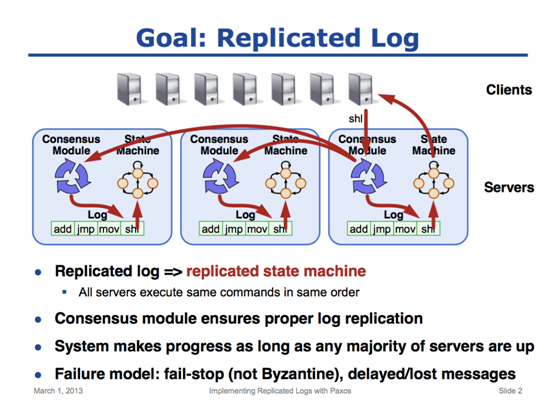 Goal: Replicated Log
Clients
shl
Consensus Module
State Machine
Consensus Module
State Machine
Consensus Module
State Machine
Servers
Log
Log
Log
add jmp mov shl
add jmp mov shl
add jmp mov shl
Replicated log => replicated state machine
All servers execute same commands in same order
Consensus module ensures proper log replication
System makes progress as long as any majority of servers are up
Failure model: fail-stop (not Byzantine), delayed/lost messages
March 1, 2013 Implementing Replicated Logs with Paxos Slide 2